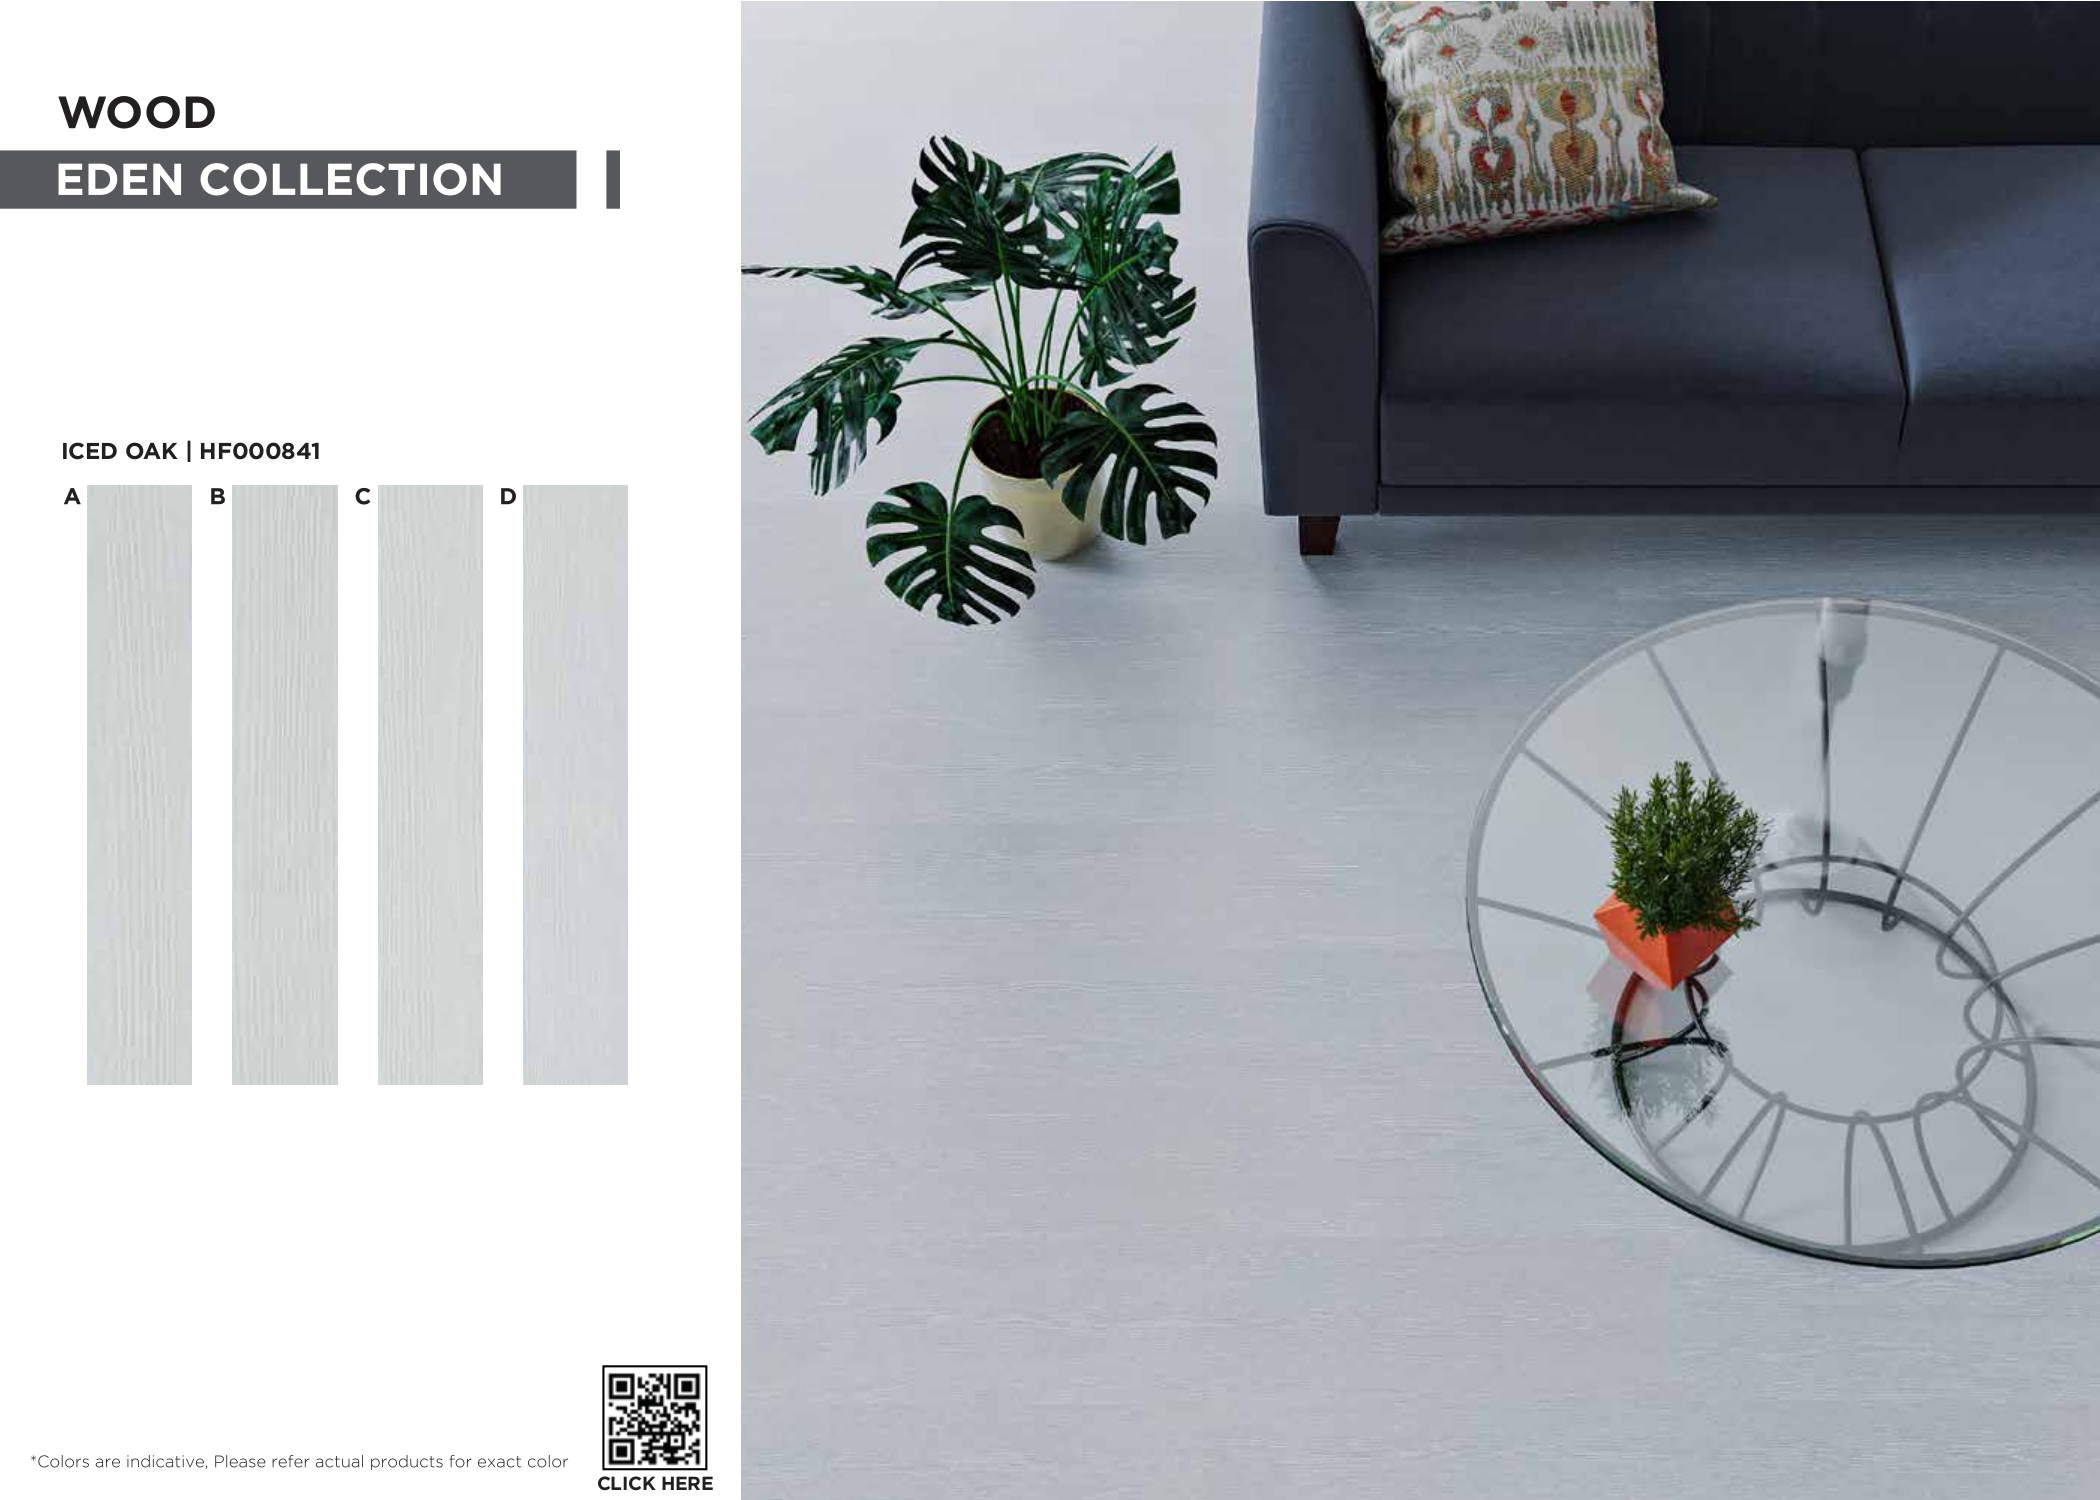 WOOD
EDEN COLLECTION
ICED OAK | HF000841
A
B
C
D
*Colors are indicative, Please refer actual products for exact color
CLICK HERE